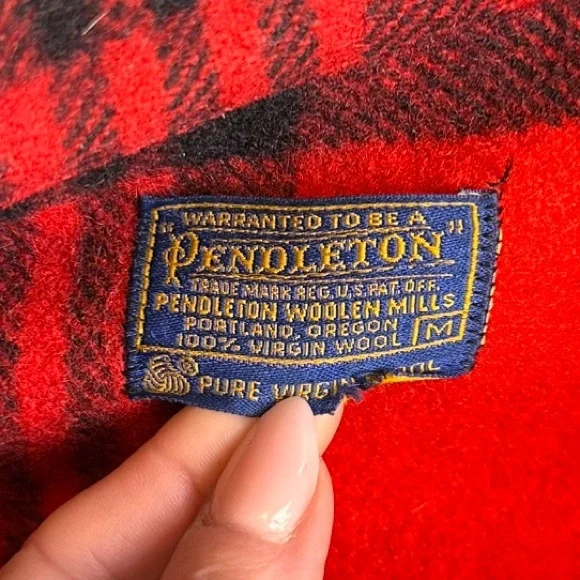 WARRANTED TO BE A
"PENDLETON"
TRADE MARK REG. U.S. PAT. OFF.
PENDLETON WOOLEN MILLS
PORTLAND, OREGON
100% VIRGIN WOOL M
PURE VIRGIN